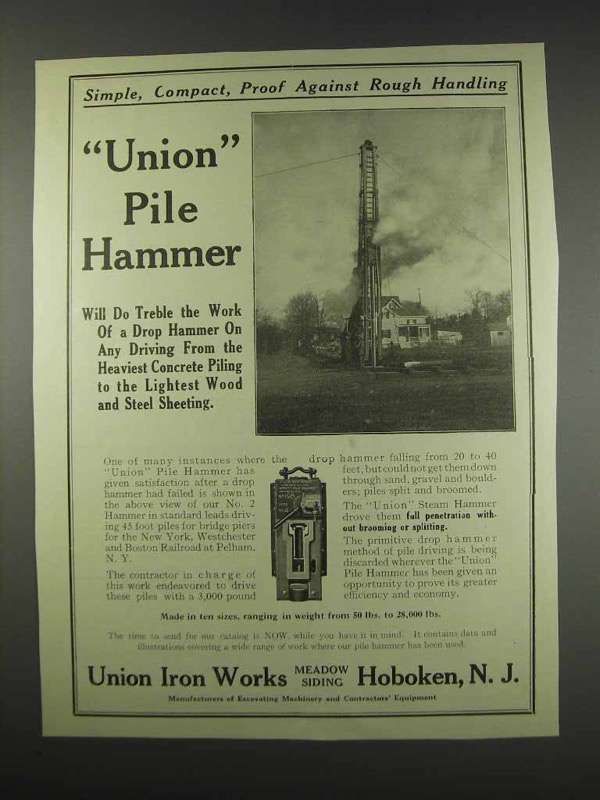 Simple, Compact, Proof Against Rough Handling
"Union"
Pile
Hammer
Will Do Treble the Work
Of a Drop Hammer On
Any Driving From the
Heaviest Concrete Piling
to the Lightest Wood
and Steel Sheeting.
One of many instances where the
"Union" Pile Hammer has
given satisfaction after a drop
hammer had failed is shown in
the above view of our No. 2
Hammer in standard leads driv-
ing 45 foot piles for bridge piers
for the New York, Westchester
and Boston Railroad at Pelham,
N. Y.
The contractor in charge of
this work endeavored to drive
these piles with a 3,000 pound
drop hammer falling from 20 to 40
feet, but could not get them down
through sand, gravel and bould-
ers; piles split and broomed.
The "Union" Steam Hammer
drove them full penetration with-
out brooming or splitting.
The primitive drop hammer
method of pile driving is being
discarded wherever the "Union"
Pile Hammer has been given an
opportunity to prove its greater
efficiency and economy.
Made in ten sizes, ranging in weight from 50 lbs. to 28,000 lbs.
The time to send for our catalog is NOW, while you have it in mind. It contains data and
illustrations covering a wide range of work where our pile hammer has been used.
Union Iron Works MEADOW SIDING Hoboken, N. J.
Manufacturers of Excavating Machinery and Contractors' Equipment